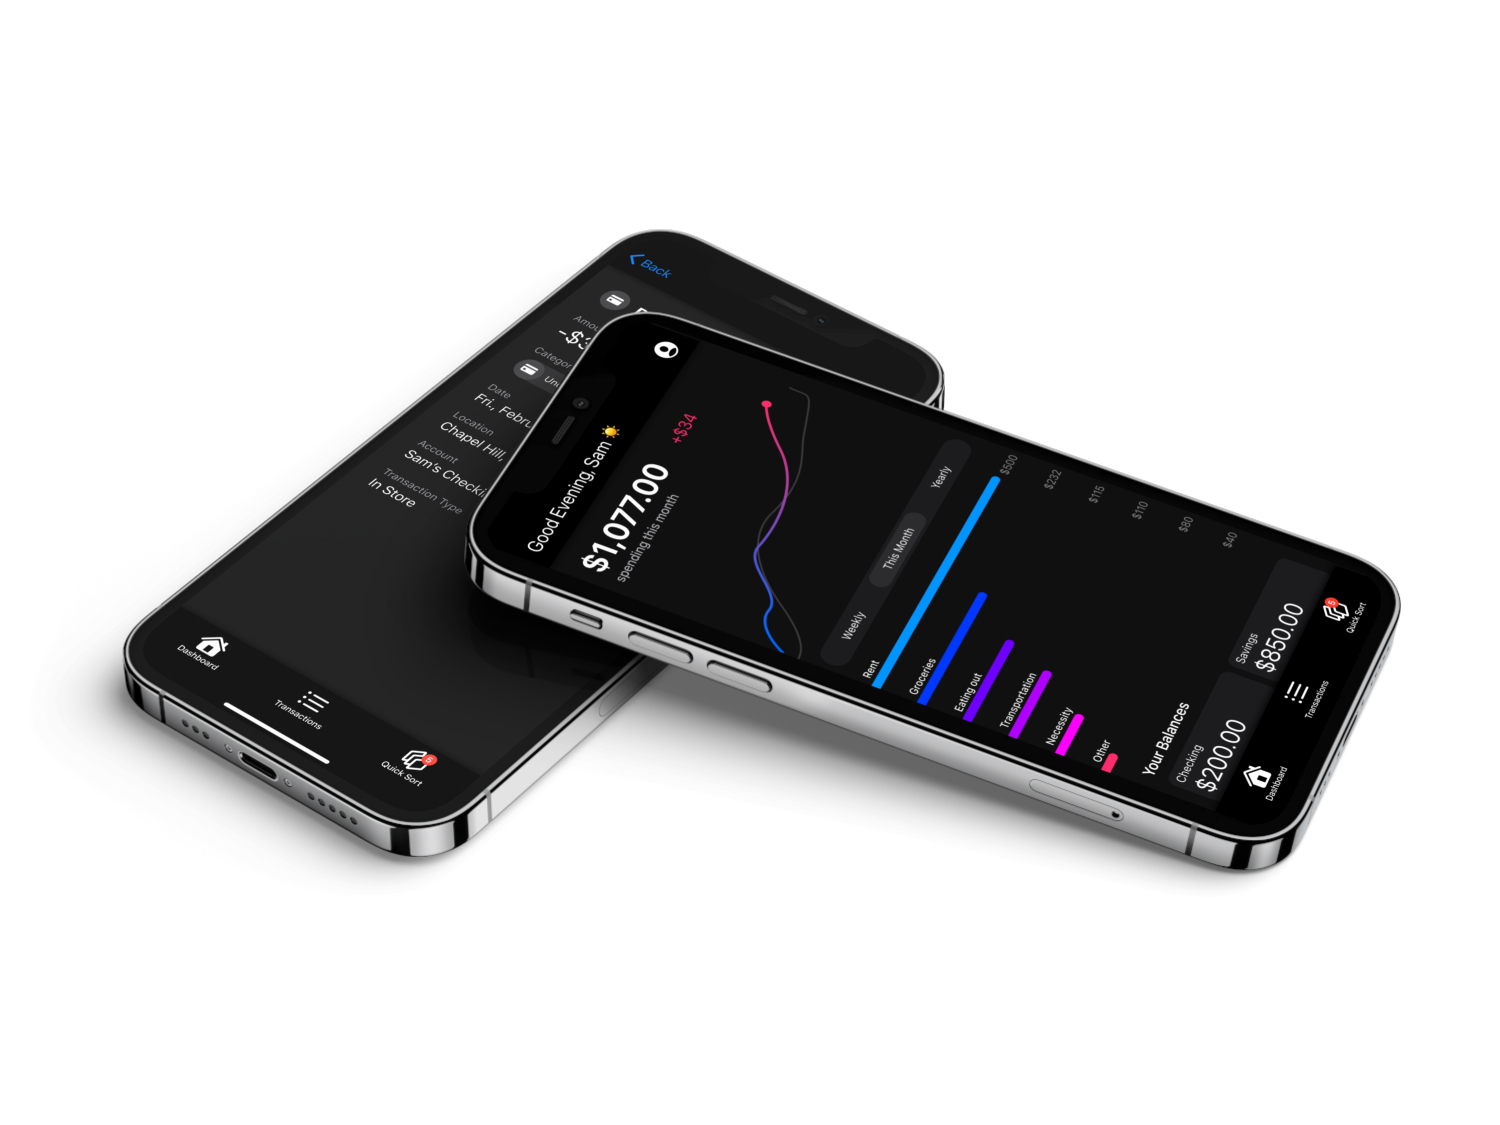 Back
-$3
Date
Fri., Febru
Location
Chapel Hill,
Account
Sam's Checki
Transaction Type
In Store
Dashboard
Transactions
Quick Sort
5
Good Evening, Sam
$1,077.00
+$34
spending this month
Weekly
This Month
Yearly
Rent
$500
Groceries
$232
Eating out
$115
Transportation
$110
Necessity
$80
Other
$40
Your Balances
Checking
$200.00
Savings
$850.00
Dashboard
Transactions
Quick Sort
5